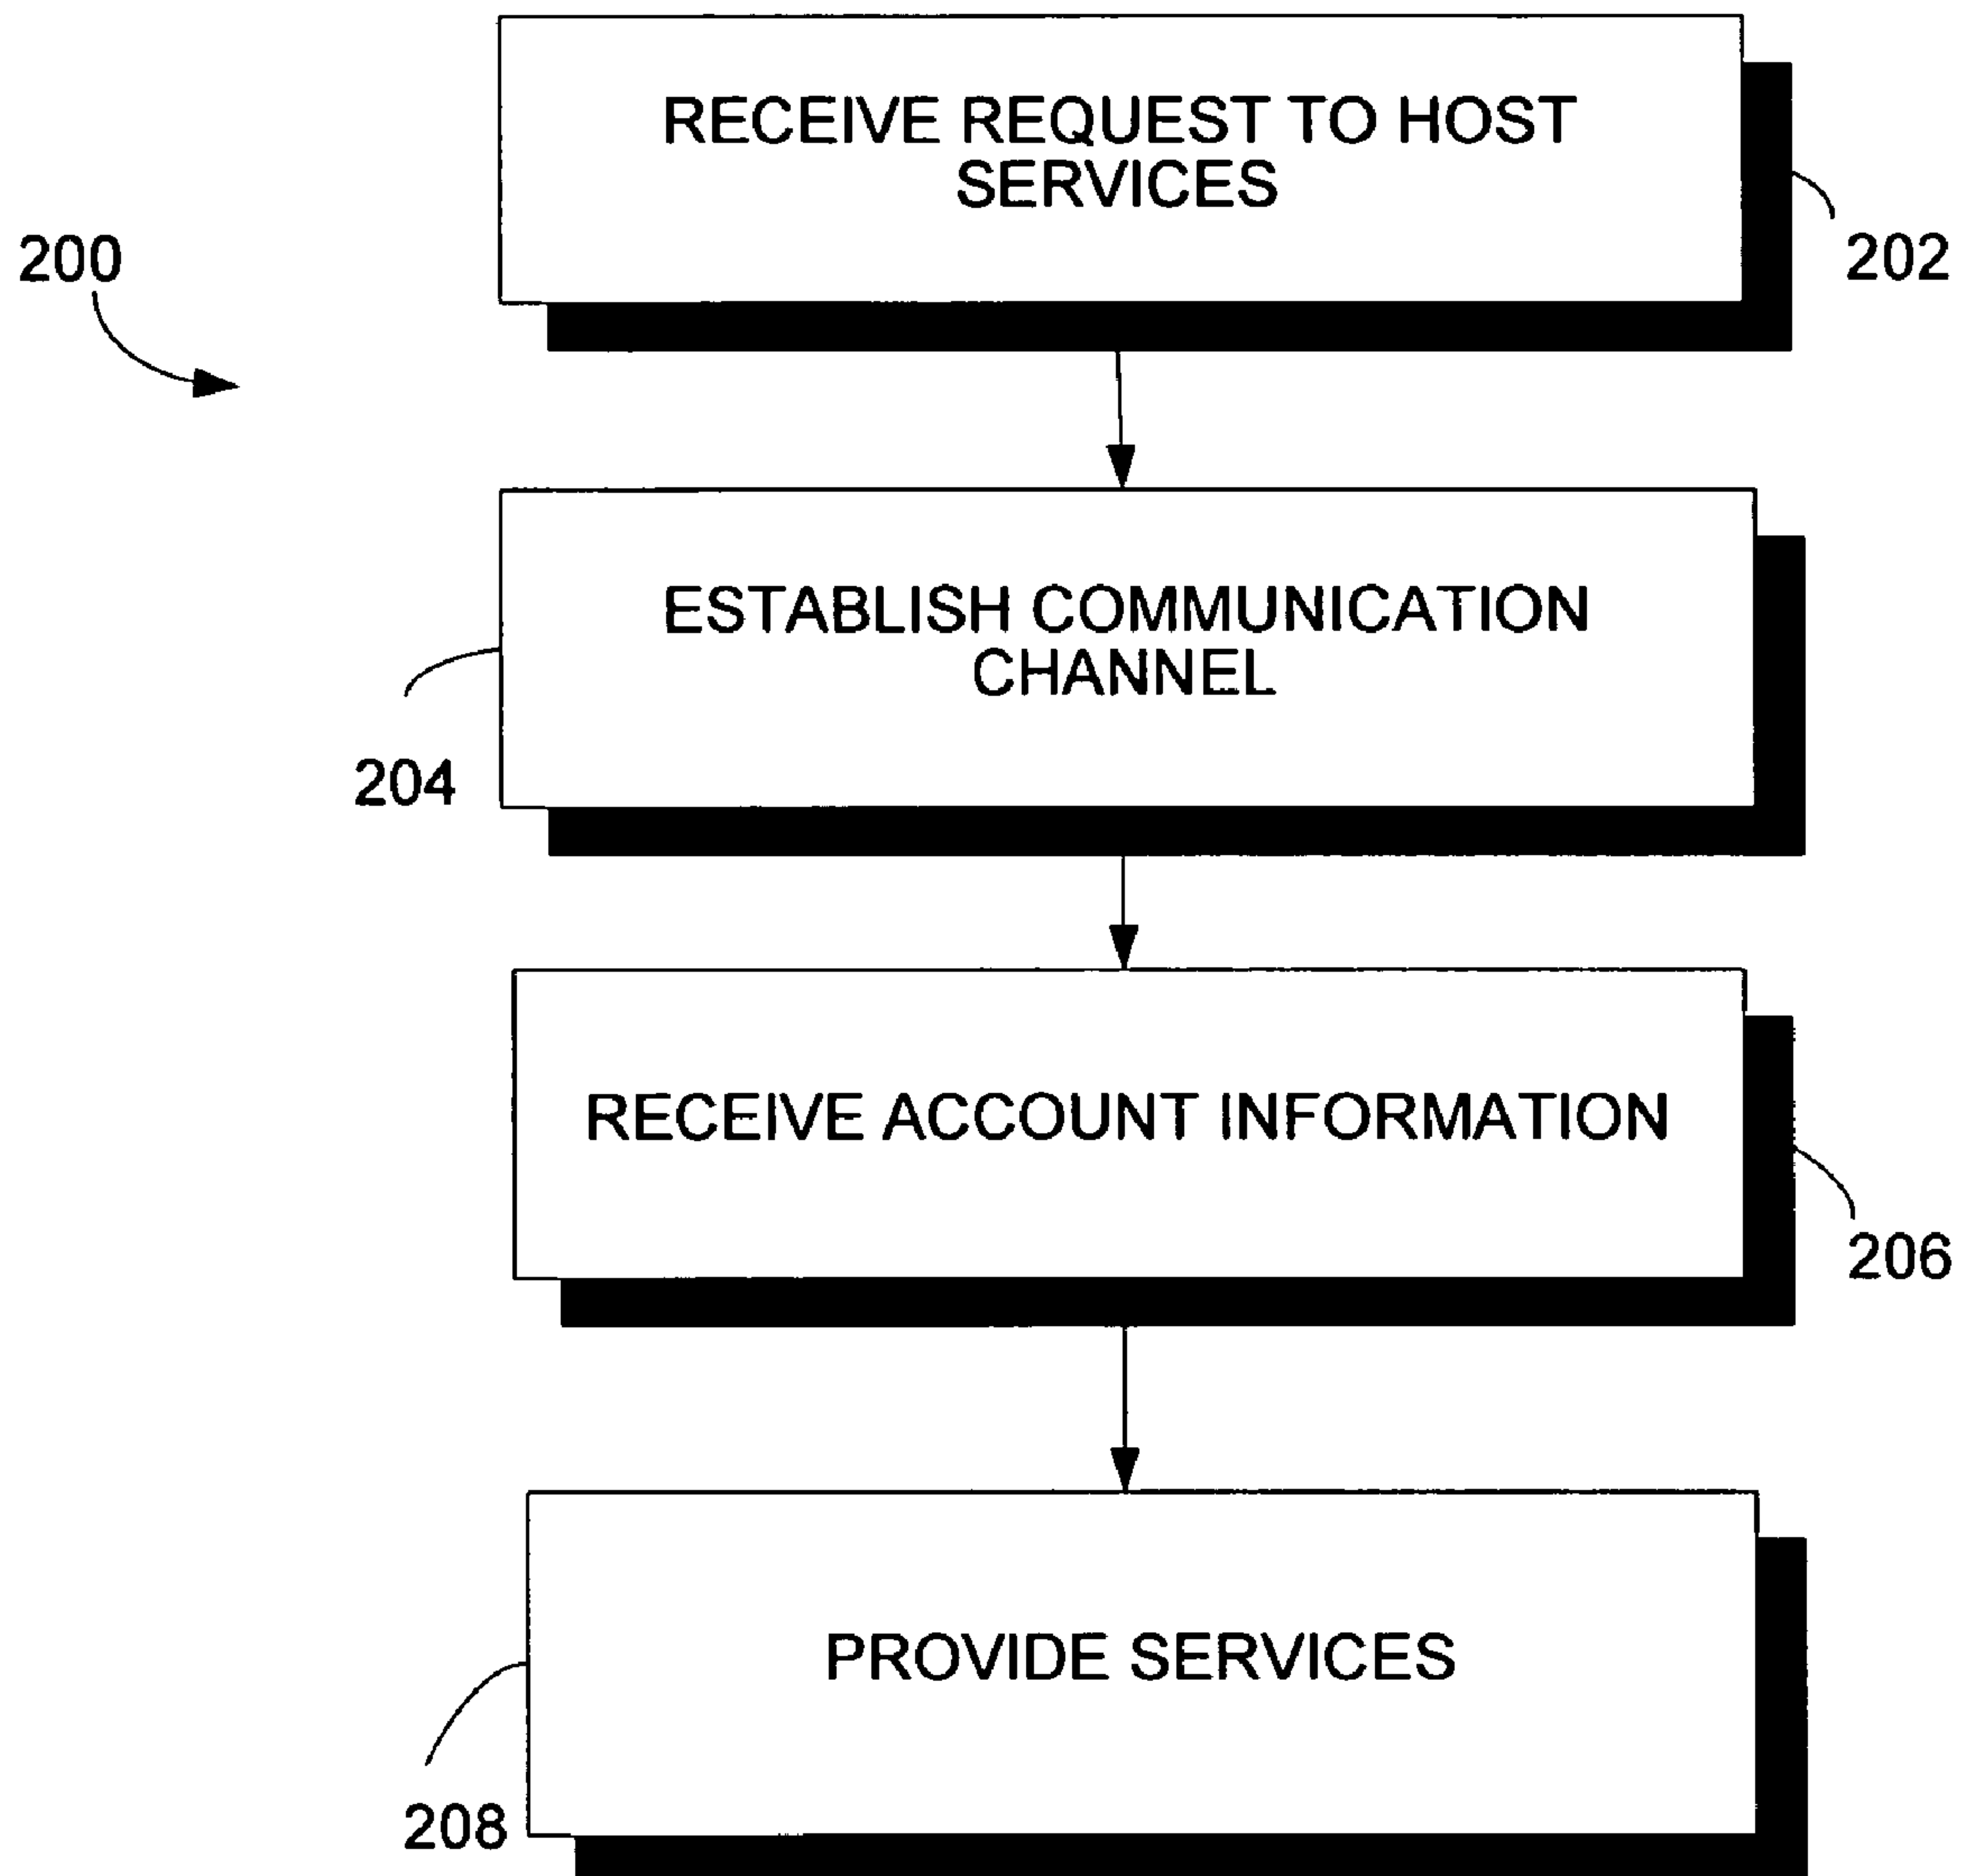 RECEIVE REQUEST TO HOST
SERVICES
200
202
ESTABLISH COMMUNICATION
CHANNEL
204
RECEIVE ACCOUNT INFORMATION
206
PROVIDE SERVICES
208